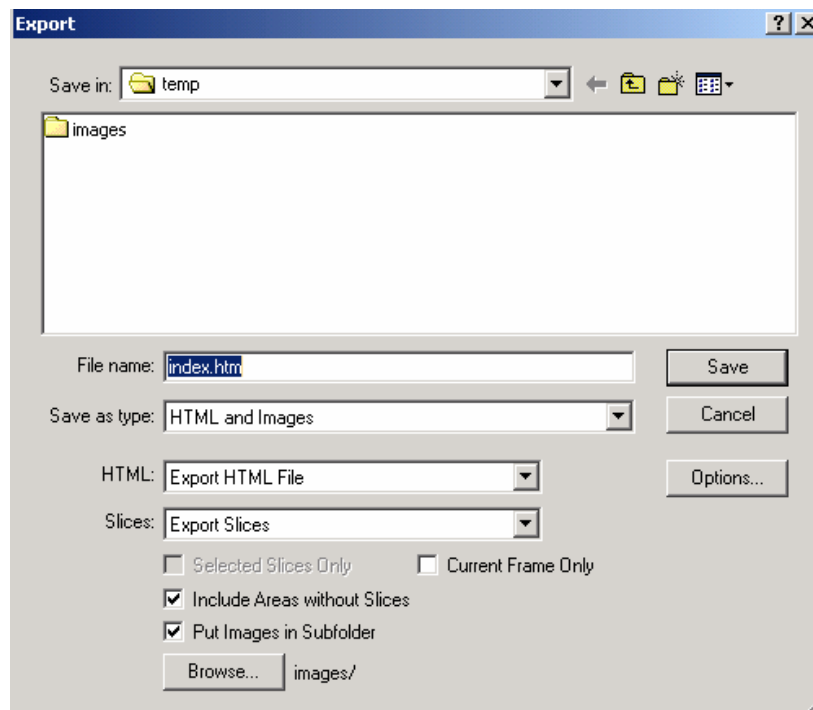 Export
Save in: temp
images
File name: index.htm
Save
Save as type: HTML and Images
Cancel
HTML: Export HTML File
Options...
Slices: Export Slices
Selected Slices Only Current Frame Only
Include Areas without Slices
Put Images in Subfolder
Browse... images/